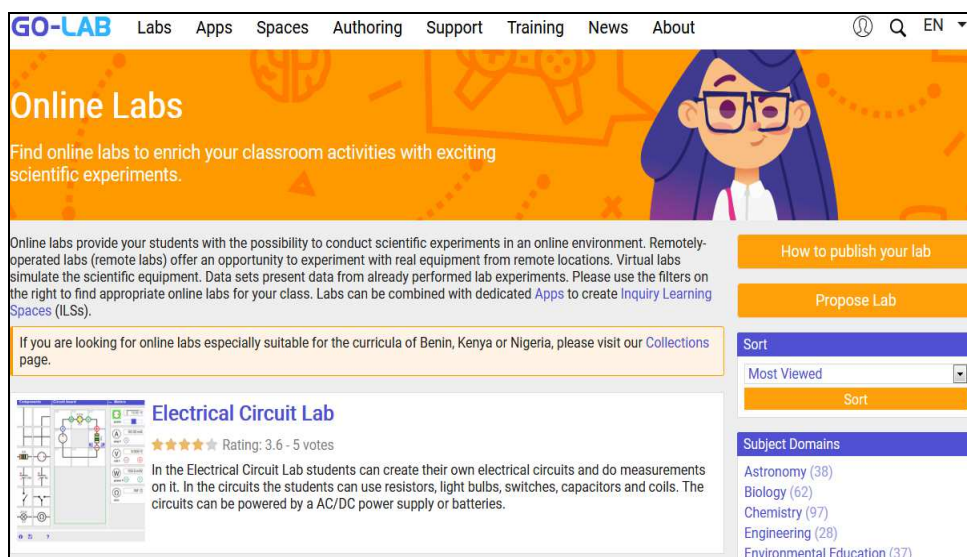 GO-LAB Labs Apps Spaces Authoring Support Training News About EN
Online Labs
Find online labs to enrich your classroom activities with exciting
scientific experiments.
Online labs provide your students with the possibility to conduct scientific experiments in an online environment. Remotely-
operated labs (remote labs) offer an opportunity to experiment with real equipment from remote locations. Virtual labs
simulate the scientific equipment. Data sets present data from already performed lab experiments. Please use the filters on
the right to find appropriate online labs for your class. Labs can be combined with dedicated Apps to create Inquiry Learning
Spaces (ILSs).
If you are looking for online labs especially suitable for the curricula of Benin, Kenya or Nigeria, please visit our Collections
page.
Electrical Circuit Lab
Rating: 3.6 - 5 votes
In the Electrical Circuit Lab students can create their own electrical circuits and do measurements
on it. In the circuits the students can use resistors, light bulbs, switches, capacitors and coils. The
circuits can be powered by a AC/DC power supply or batteries.
How to publish your lab
Propose Lab
Sort
Most Viewed
Sort
Subject Domains
Astronomy (38)
Biology (62)
Chemistry (97)
Engineering (28)
Environmental Education (37)